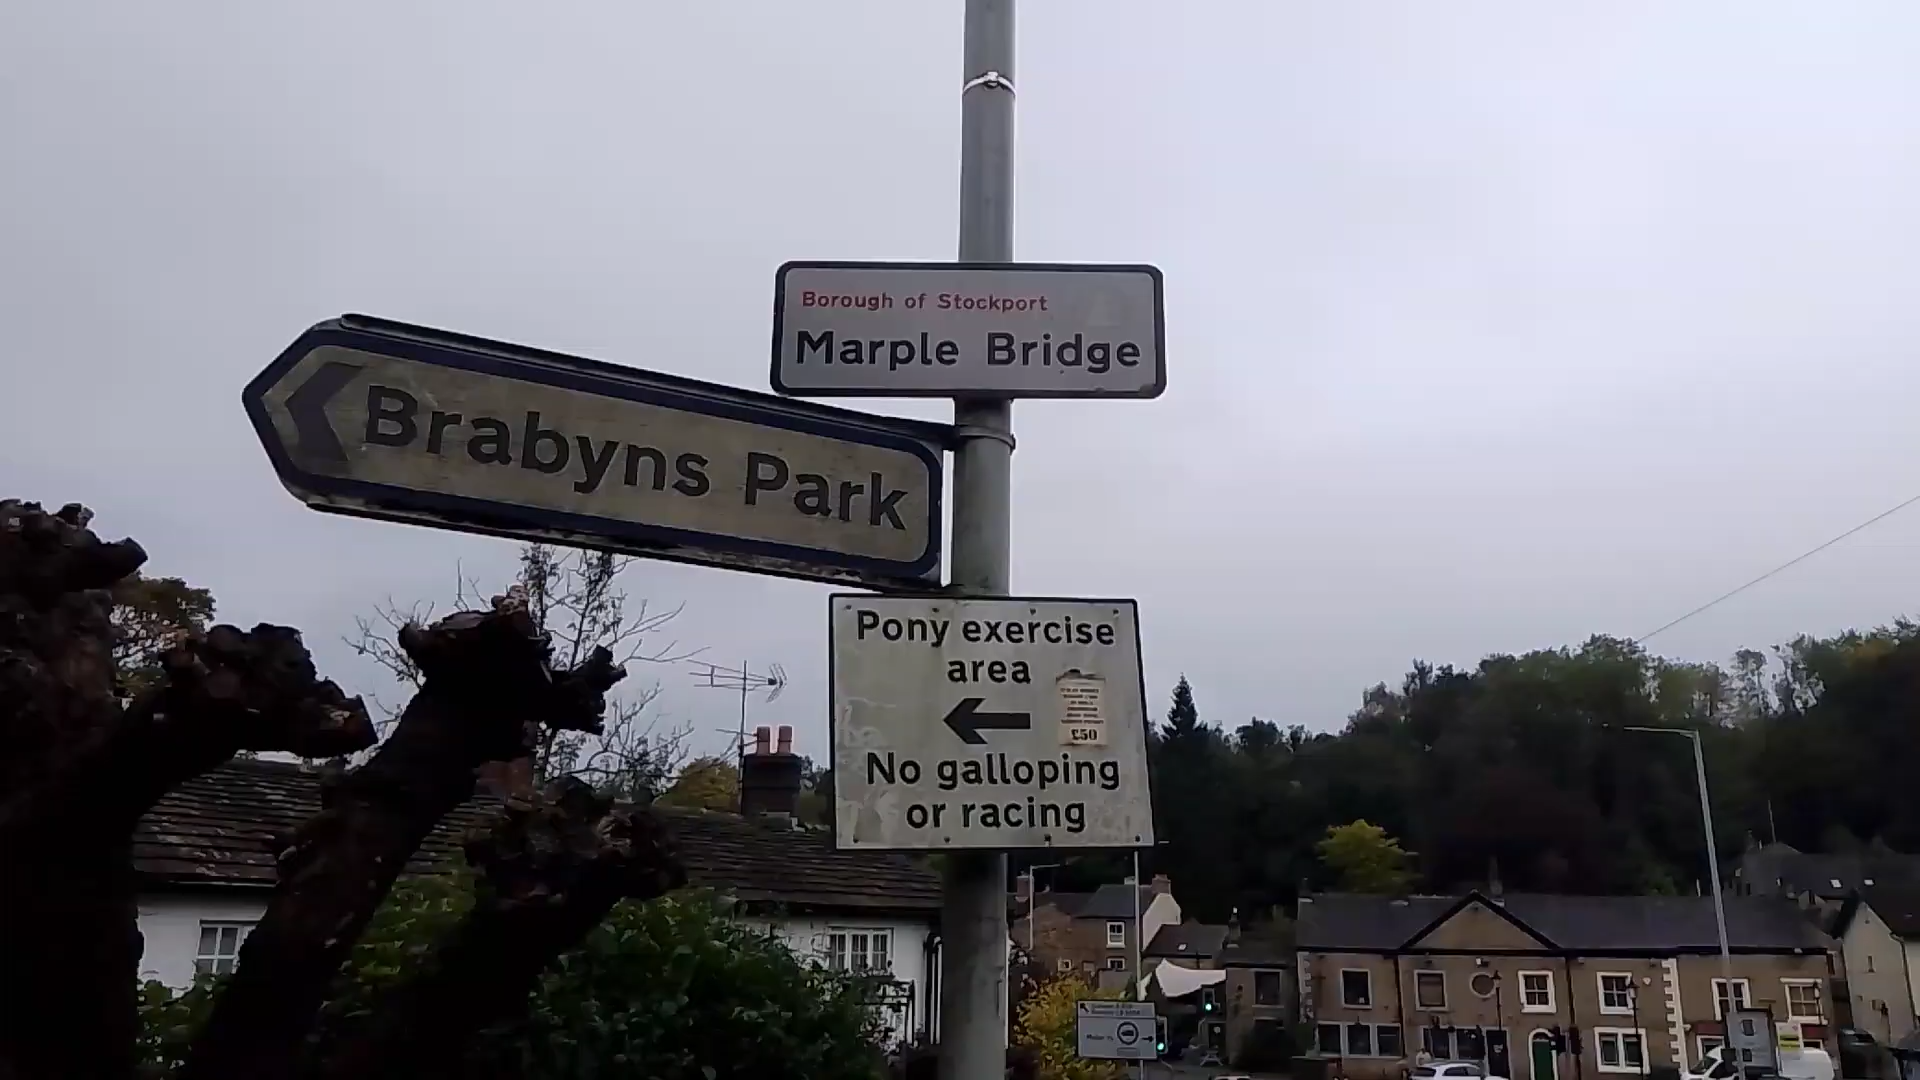 Borough of Stockport
Marple Bridge
Brabyns Park
Pony exercise
area
£50
No galloping
or racing